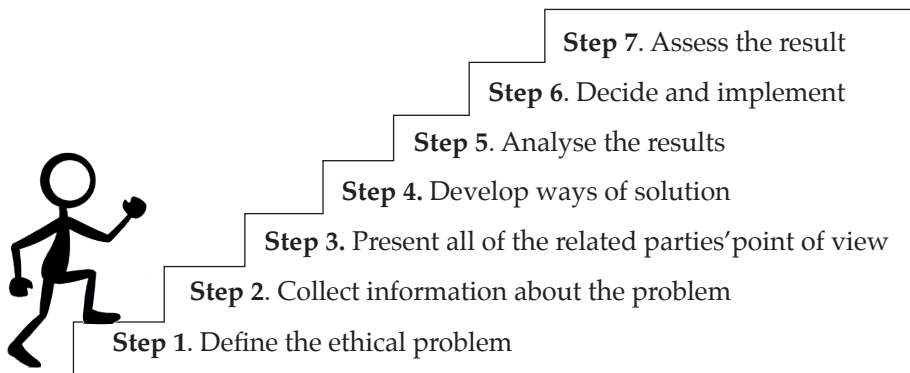 Step 7. Assess the result
Step 6. Decide and implement
Step 5. Analyse the results
Step 4. Develop ways of solution
Step 3. Present all of the related parties'point of view
Step 2. Collect information about the problem
Step 1. Define the ethical problem